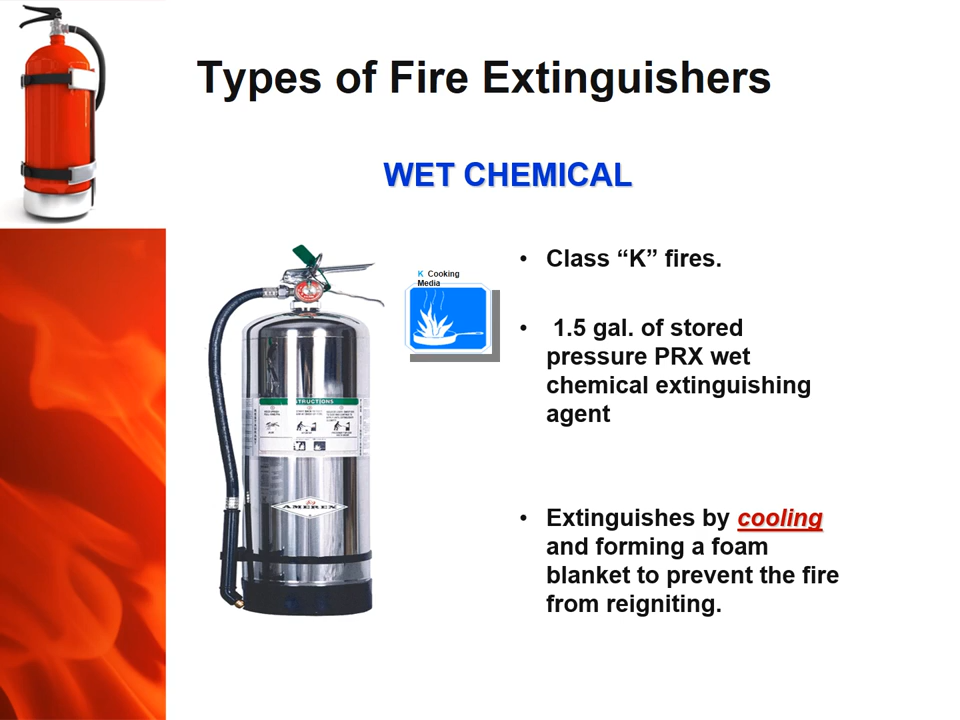 Types of Fire Extinguishers
WET CHEMICAL
K Cooking
Media
• Class “K” fires.
• 1.5 gal. of stored
pressure PRX wet
chemical extinguishing
agent
• Extinguishes by cooling
and forming a foam
blanket to prevent the fire
from reigniting.
STRUCTIONS
AMEREX